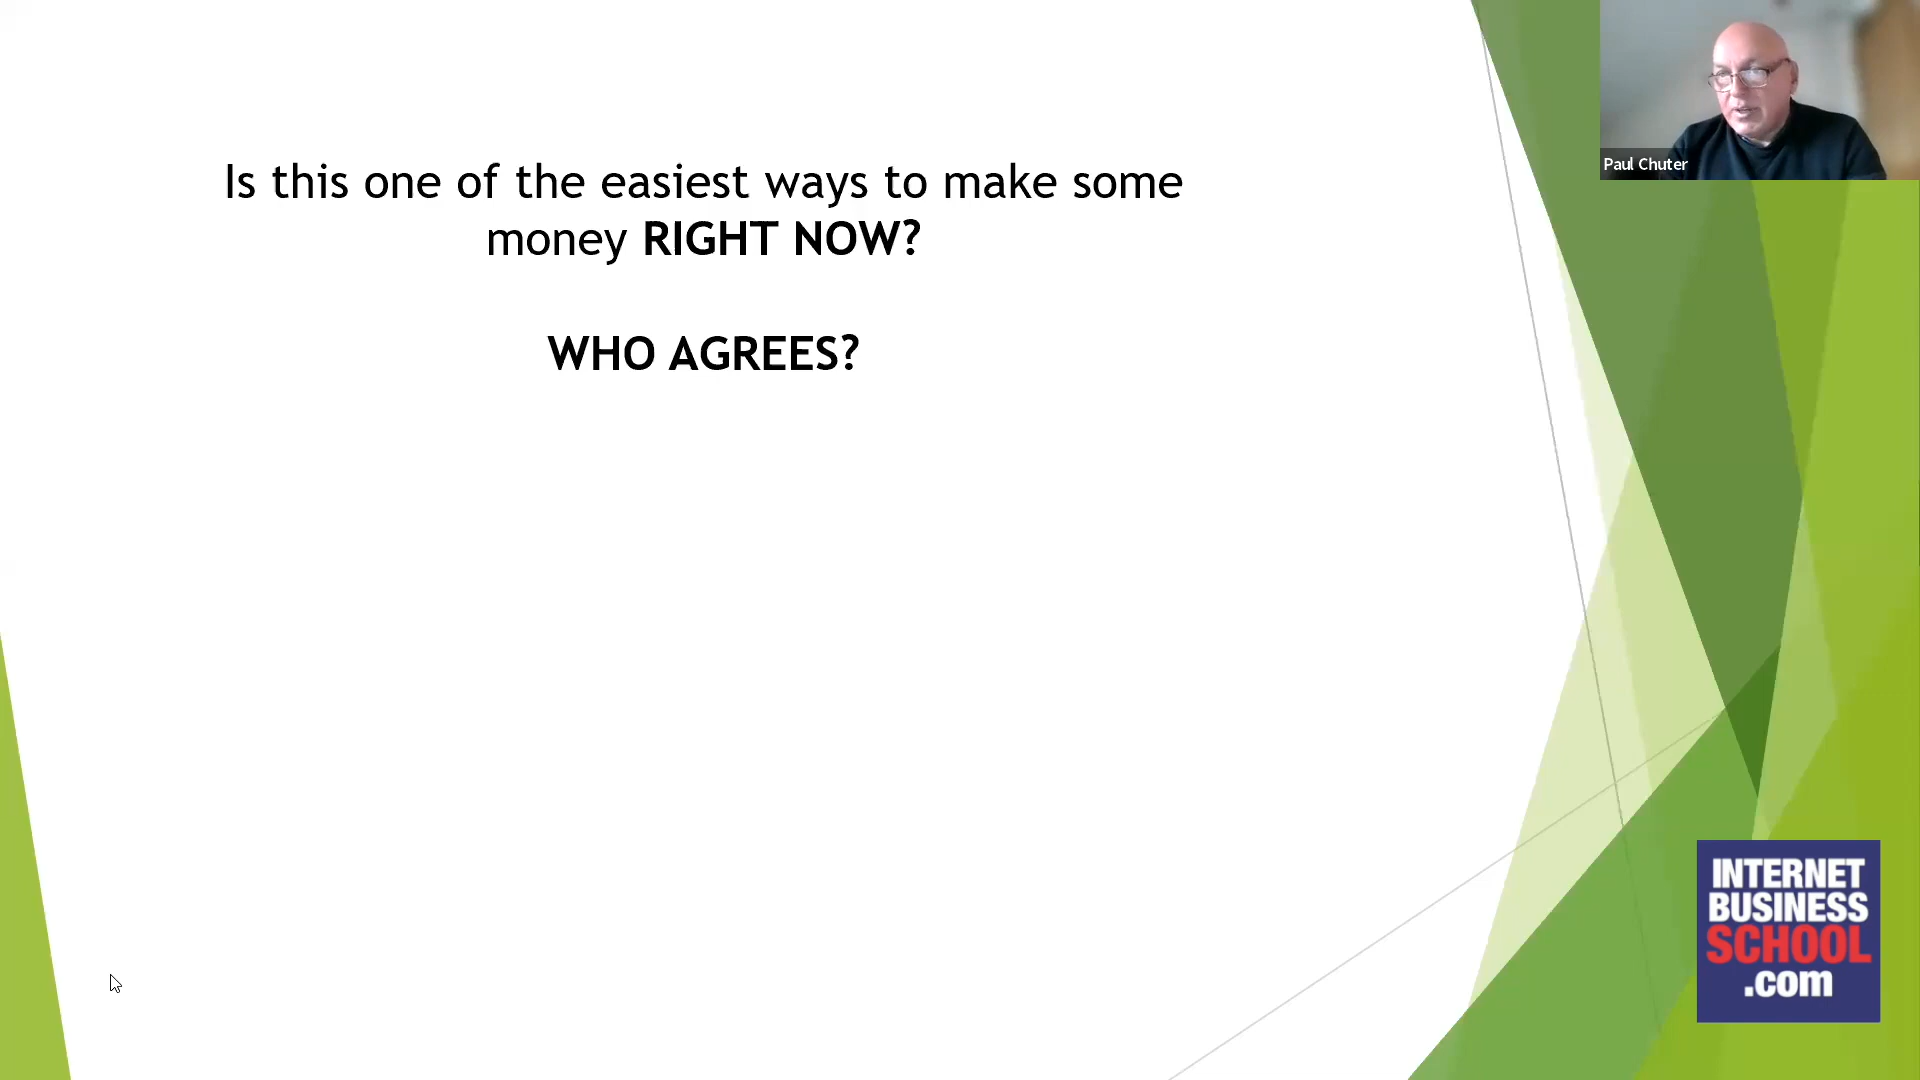 Is this one of the easiest ways to make some
money RIGHT NOW?
WHO AGREES?
Paul Chuter
INTERNET
BUSINESS
SCHOOL
.com